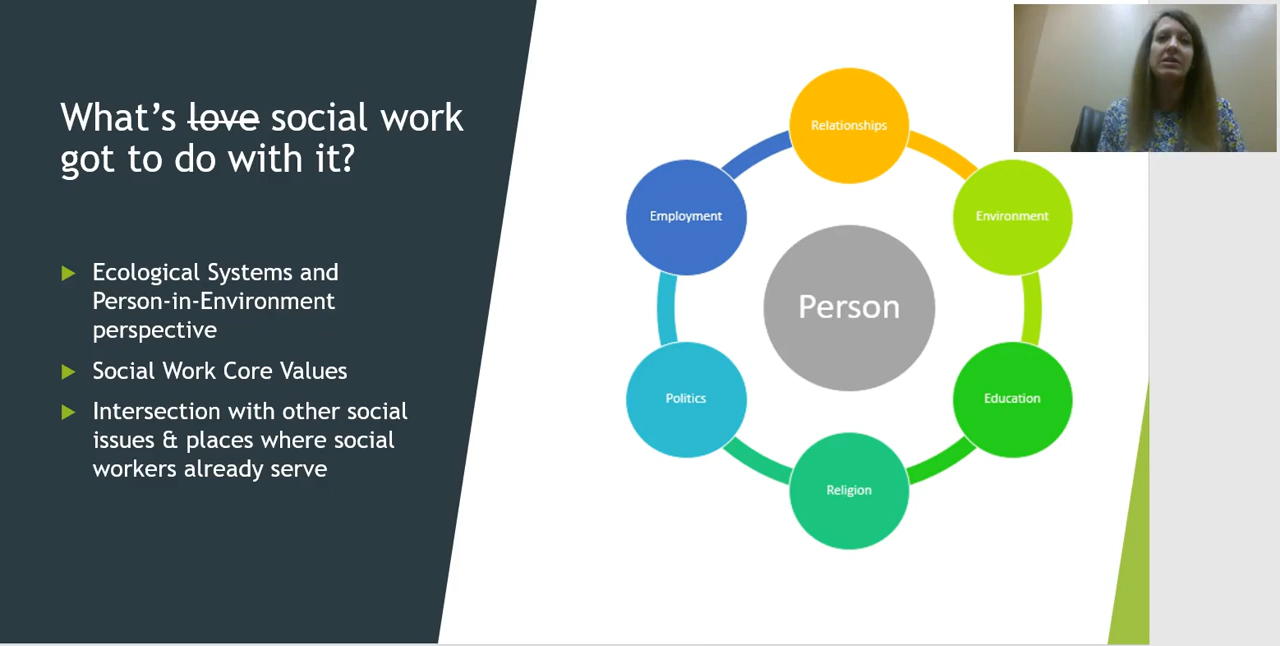 What’s love social work
got to do with it?
Ecological Systems and
Person-in-Environment
perspective
Social Work Core Values
Intersection with other social
issues & places where social
workers already serve
Relationships
Environment
Education
Religion
Politics
Employment
Person